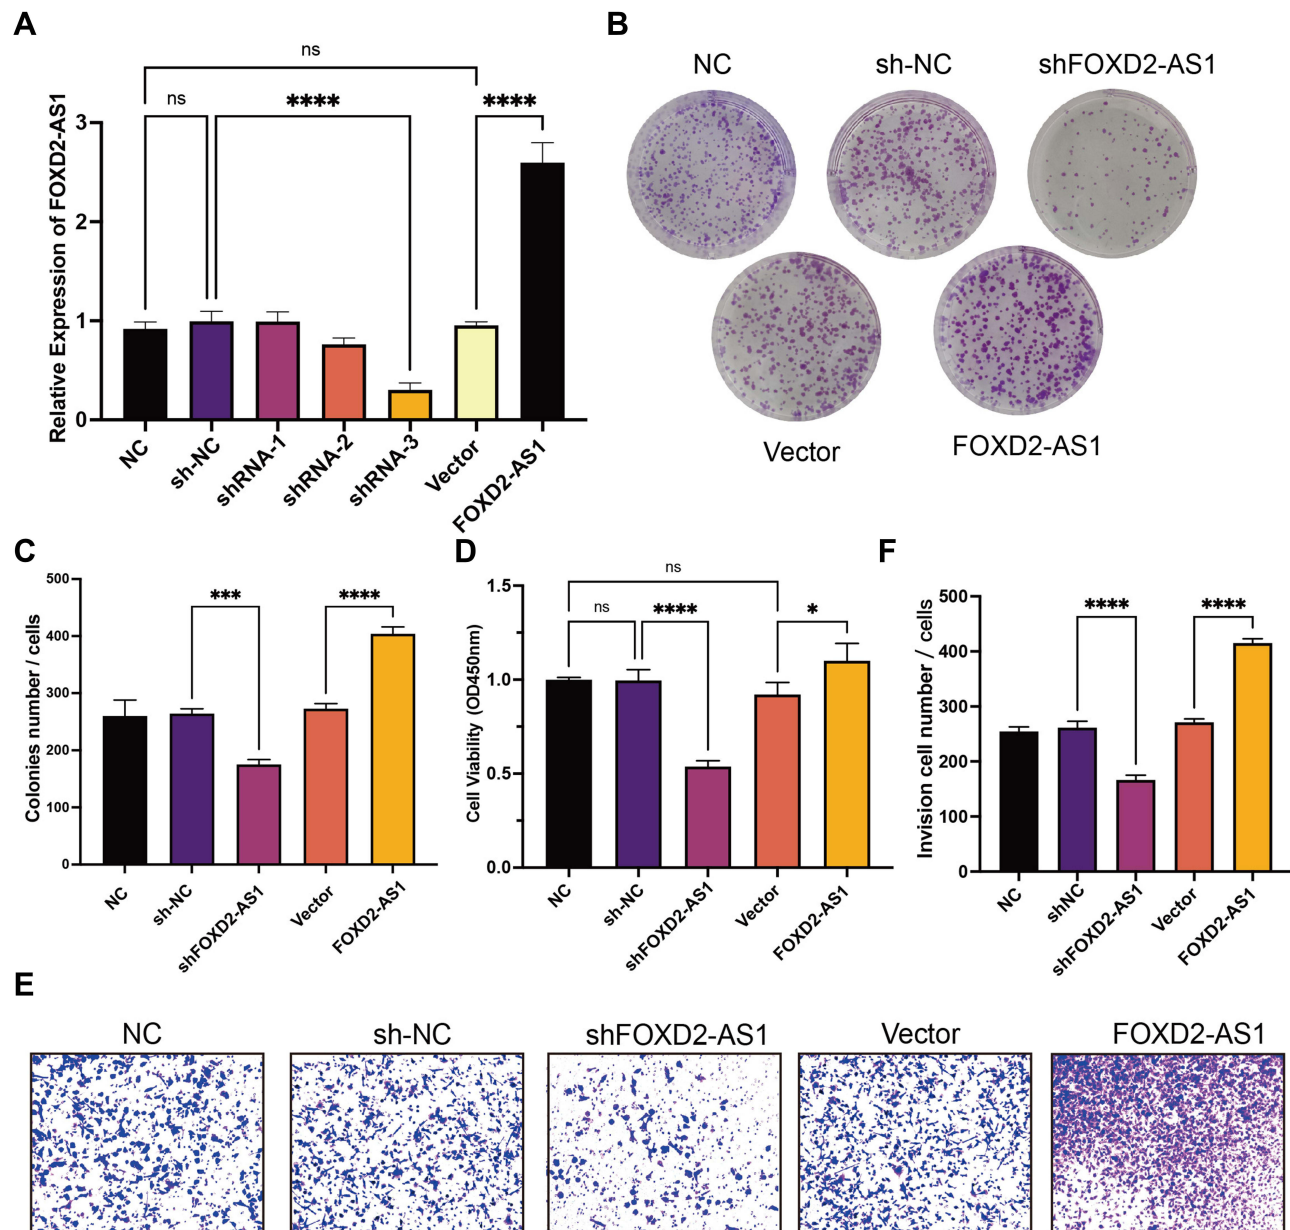 A
ns
ns
****
****
Relative Expression of FOXD2-AS1
3
2
1
0
NC
sh-NC
shRNA-1
shRNA-2
shRNA-3
Vector
FOXD2-AS1
B
NC
sh-NC
shFOXD2-AS1
Vector
FOXD2-AS1
C
***
****
Colonies number / cells
500
400
300
200
100
0
NC
sh-NC
shFOXD2-AS1
Vector
FOXD2-AS1
D
ns
ns
****
*
Cell Viability (OD450nm)
1.5
1.0
0.5
0.0
NC
sh-NC
shFOXD2-AS1
Vector
FOXD2-AS1
F
****
****
Invision cell number / cells
500
400
300
200
100
0
NC
shNC
shFOXD2-AS1
Vector
FOXD2-AS1
E
NC
sh-NC
shFOXD2-AS1
Vector
FOXD2-AS1